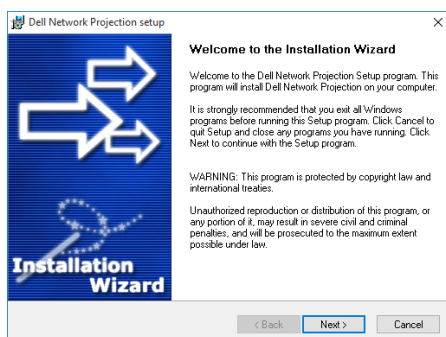 Dell Network Projection setup
Welcome to the Installation Wizard
Welcome to the Dell Network Projection Setup program. This
program will install Dell Network Projection on your computer.
It is strongly recommended that you exit all Windows
programs before running this Setup program. Click Cancel to
quit Setup and close any programs you have running. Click
Next to continue with the Setup program.
WARNING: This program is protected by copyright law and
international treaties.
Unauthorized reproduction or distribution of this program, or
any portion of it, may result in severe civil and criminal
penalties, and will be prosecuted to the maximum extent
possible under law.
Installation
Wizard
< Back Next > Cancel